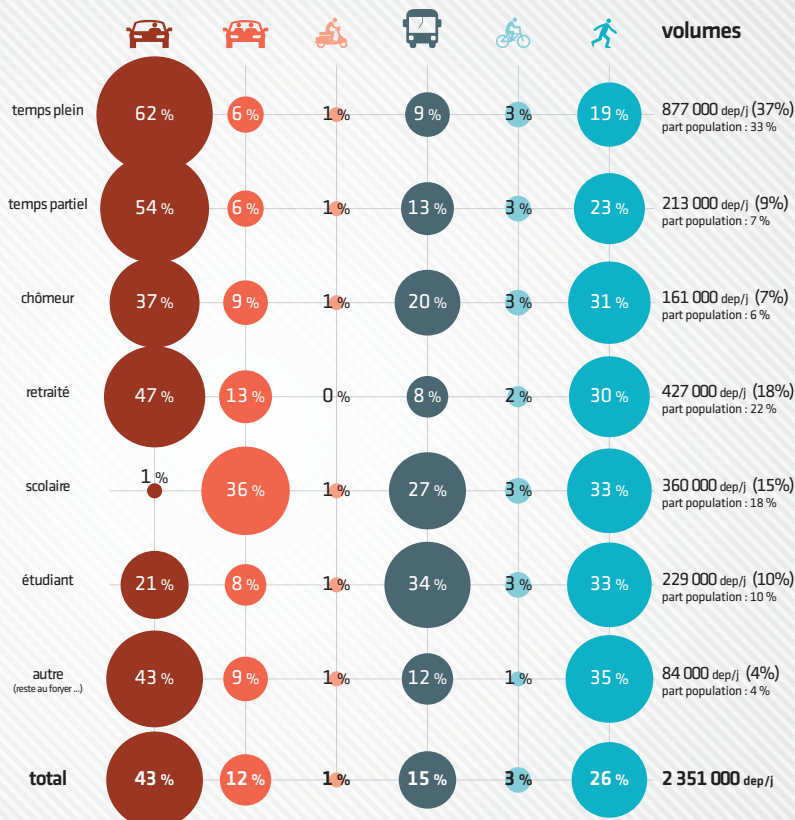 volumes
temps plein 62 % 6 % 1 % 9 % 3 % 19 % 877 000 dep/j (37%)
part population : 33 %
temps partiel 54 % 6 % 1 % 13 % 3 % 23 % 213 000 dep/j (9%)
part population : 7 %
chômeur 37 % 9 % 1 % 20 % 3 % 31 % 161 000 dep/j (7%)
part population : 6 %
retraité 47 % 13 % 0 % 8 % 2 % 30 % 427 000 dep/j (18%)
part population : 22 %
scolaire 1 % 36 % 1 % 27 % 3 % 33 % 360 000 dep/j (15%)
part population : 18 %
étudiant 21 % 8 % 1 % 34 % 3 % 33 % 229 000 dep/j (10%)
part population : 10 %
autre 43 % 9 % 1 % 12 % 1 % 35 % 84 000 dep/j (4%)
(reste au foryer ...) part population : 4 %
total 43 % 12 % 1 % 15 % 3 % 26 % 2 351 000 dep/j